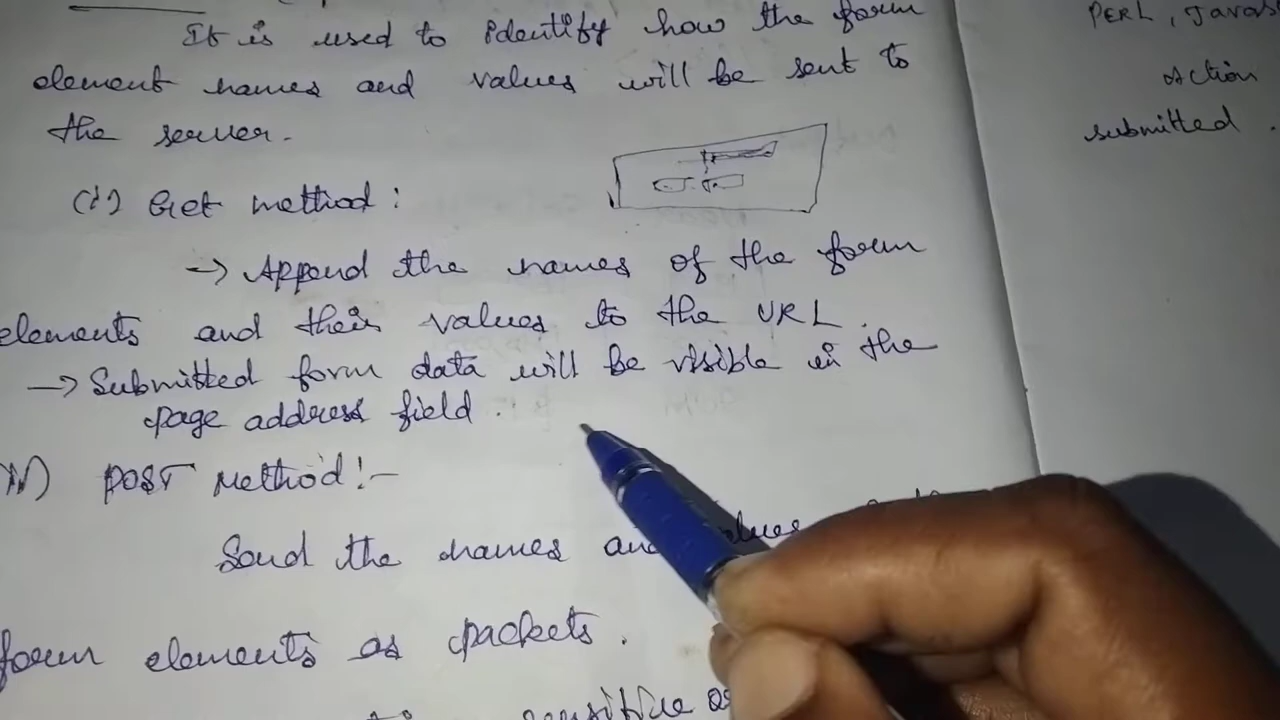 It is used to identify how the form
element names and values will be sent to
the server.
(i) Get method:
-> Append the names of the form
elements and their values to the URL.
-> Submitted form data will be visible in the
page address field.
POST Method:-
Send the names and values
form elements as packets.
sensitive
PERL,
Action
submitted.